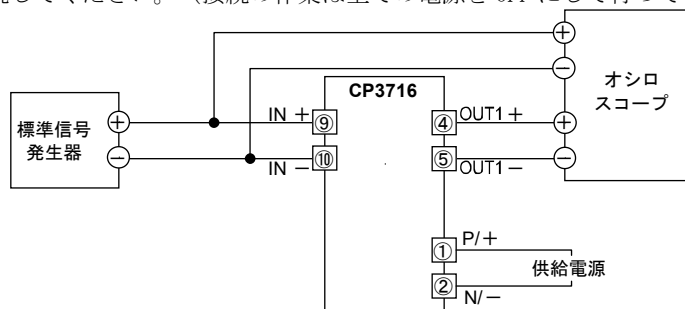 CP3716
オシロ
スコープ
標準信号
発生器
+
−
IN +
⑨
IN −
⑩
④
OUT1 +
⑤
OUT1 −
+
−
+
−
①
P/+
②
N/−
供給電源